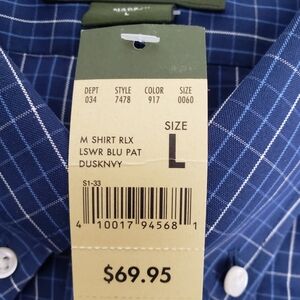 L
DEPT STYLE COLOR SIZE
034 7478 917 0060
SIZE
L
M SHIRT RLX
LSWR BLU PAT
DUSKNVY
S1-33
4 10017 94568 1
$69.95